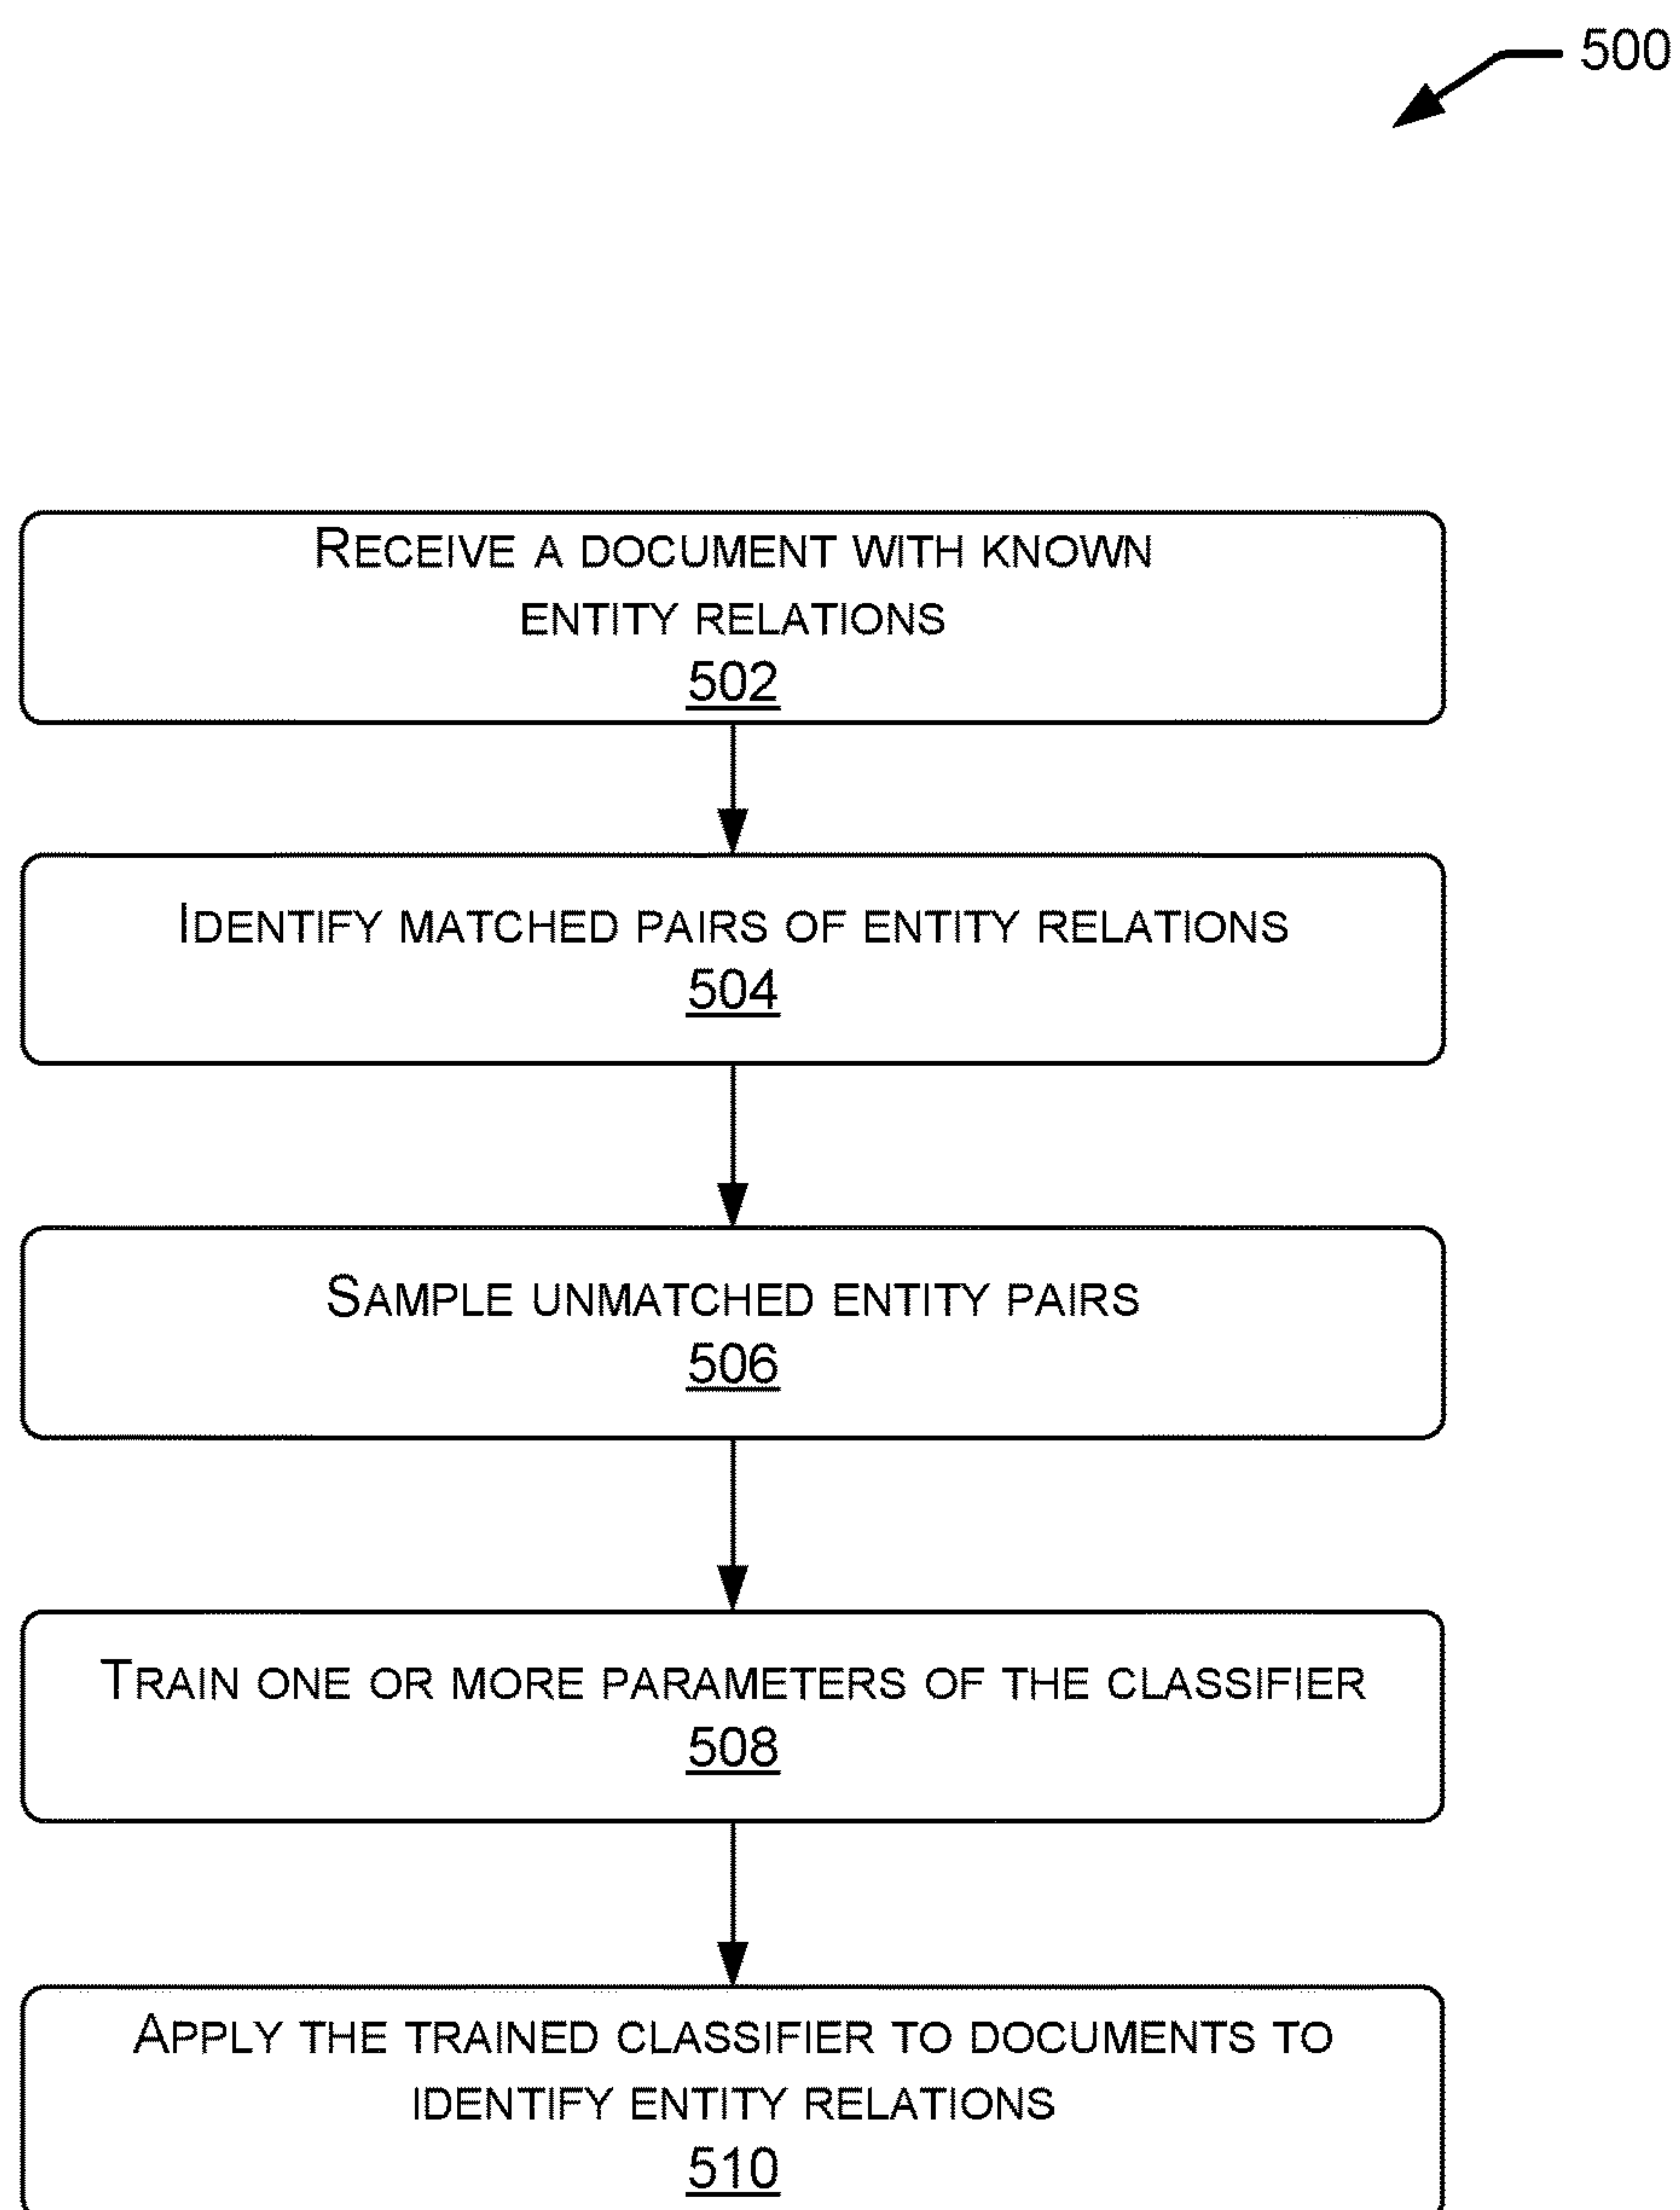 500
RECEIVE A DOCUMENT WITH KNOWN
ENTITY RELATIONS
502
IDENTIFY MATCHED PAIRS OF ENTITY RELATIONS
504
SAMPLE UNMATCHED ENTITY PAIRS
506
TRAIN ONE OR MORE PARAMETERS OF THE CLASSIFIER
508
APPLY THE TRAINED CLASSIFIER TO DOCUMENTS TO
IDENTIFY ENTITY RELATIONS
510